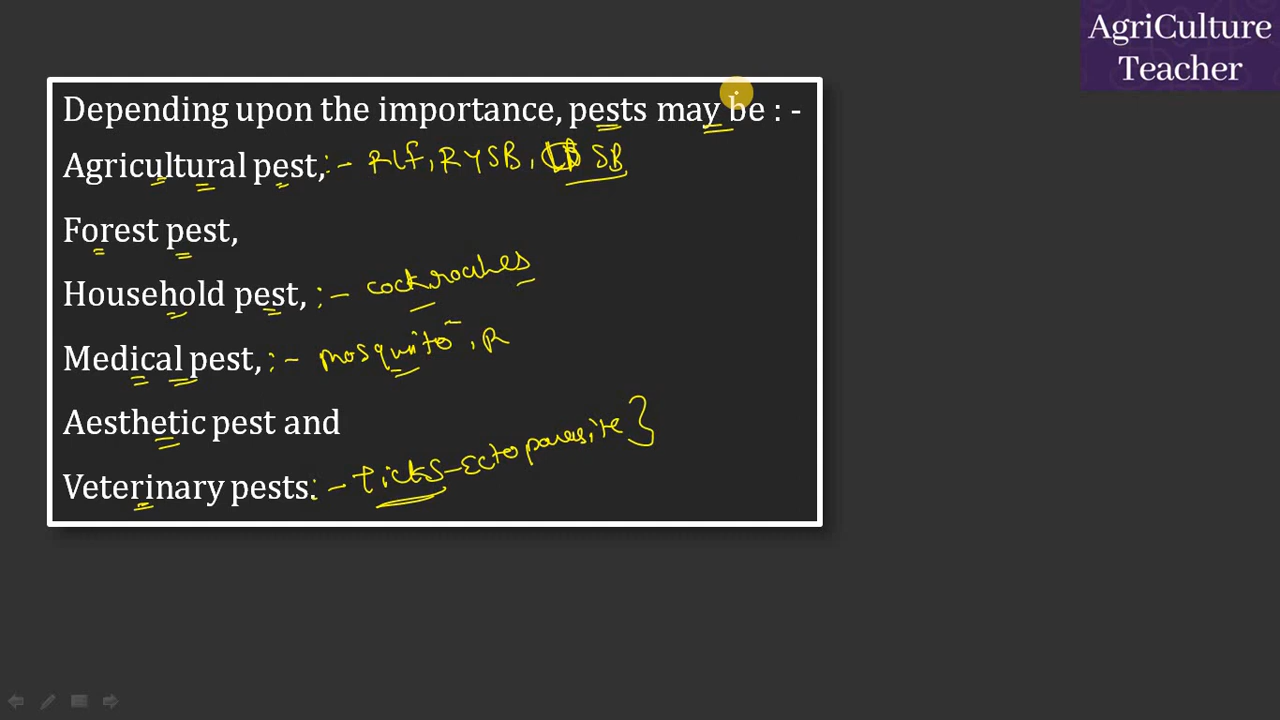 AgriCulture
Teacher
Depending upon the importance, pests may be : -
Agricultural pest, :- RLF, RYSB, SB
Forest pest,
Household pest, :- cockroaches
Medical pest, :- mosquito, R
Aesthetic pest and
Veterinary pests. :- ticks-Ectoparasite}